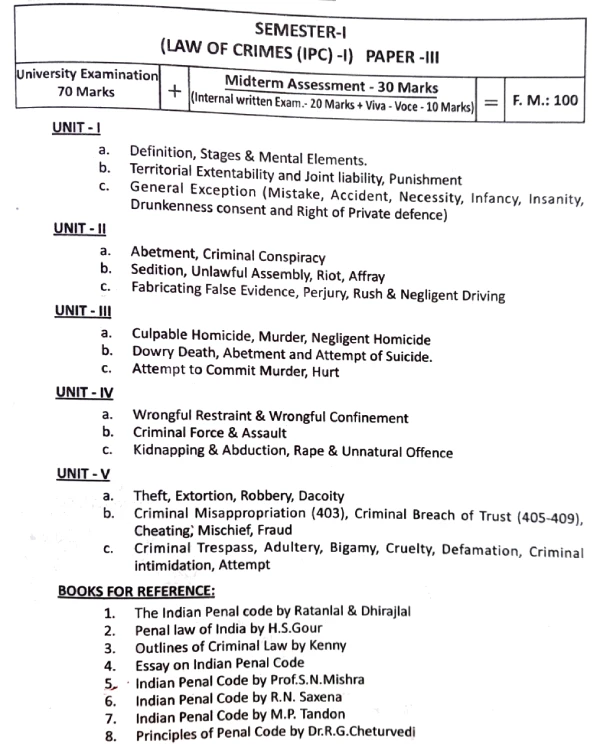 SEMESTER-I
(LAW OF CRIMES (IPC) -I) PAPER -III
University Examination
70 Marks
+
Midterm Assessment - 30 Marks
(Internal written Exam.- 20 Marks + Viva - Voce - 10 Marks)
=
F. M.: 100
UNIT - I
a. Definition, Stages & Mental Elements.
b. Territorial Extentability and Joint liability, Punishment
c. General Exception (Mistake, Accident, Necessity, Infancy, Insanity,
Drunkenness consent and Right of Private defence)
UNIT - II
a. Abetment, Criminal Conspiracy
b. Sedition, Unlawful Assembly, Riot, Affray
c. Fabricating False Evidence, Perjury, Rush & Negligent Driving
UNIT - III
a. Culpable Homicide, Murder, Negligent Homicide
b. Dowry Death, Abetment and Attempt of Suicide.
c. Attempt to Commit Murder, Hurt
UNIT - IV
a. Wrongful Restraint & Wrongful Confinement
b. Criminal Force & Assault
c. Kidnapping & Abduction, Rape & Unnatural Offence
UNIT - V
a. Theft, Extortion, Robbery, Dacoity
b. Criminal Misappropriation (403), Criminal Breach of Trust (405-409),
Cheating, Mischief, Fraud
c. Criminal Trespass, Adultery, Bigamy, Cruelty, Defamation, Criminal
intimidation, Attempt
BOOKS FOR REFERENCE:
1. The Indian Penal code by Ratanlal & Dhirajlal
2. Penal law of India by H.S.Gour
3. Outlines of Criminal Law by Kenny
4. Essay on Indian Penal Code
5. Indian Penal Code by Prof.S.N.Mishra
6. Indian Penal Code by R.N. Saxena
7. Indian Penal Code by M.P. Tandon
8. Principles of Penal Code by Dr.R.G.Cheturvedi